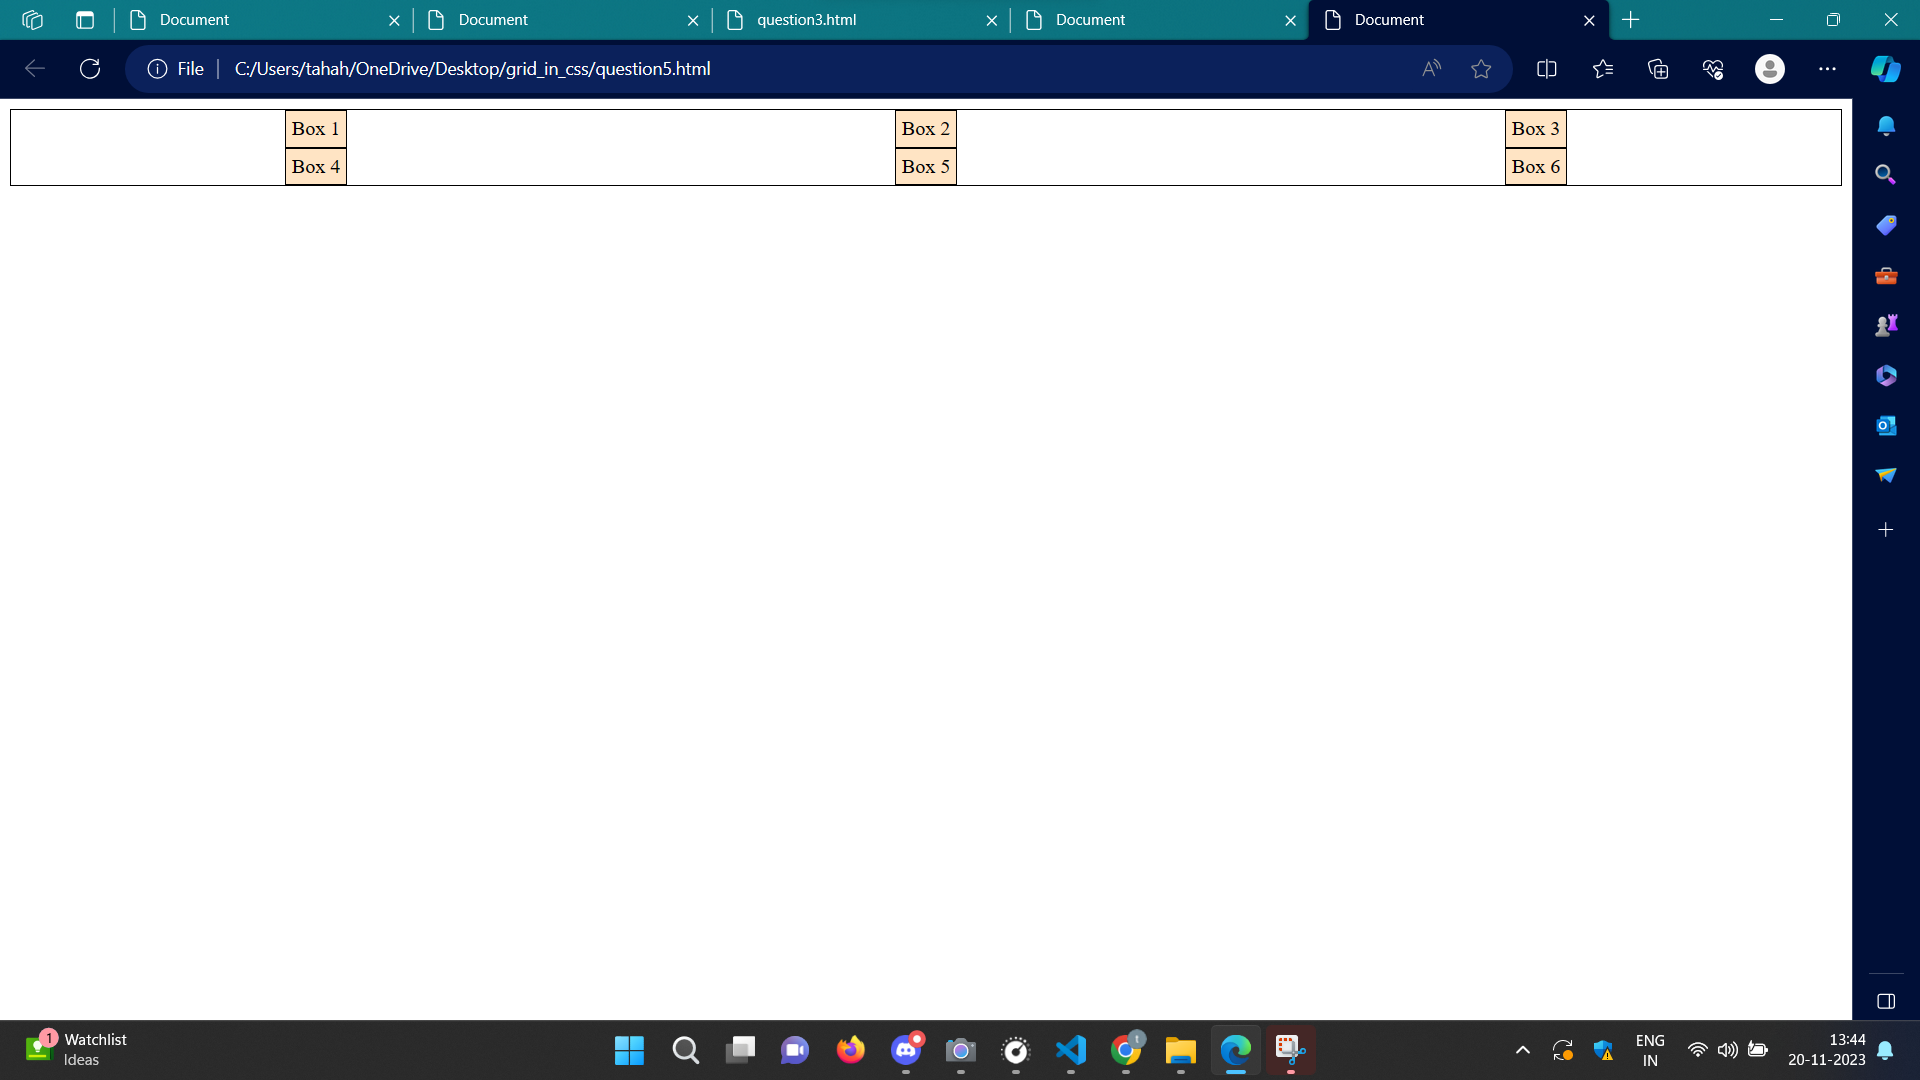 Document
Document
question3.html
Document
Document
File
C:/Users/tahah/OneDrive/Desktop/grid_in_css/question5.html
Box 1
Box 2
Box 3
Box 4
Box 5
Box 6
1
Watchlist
Ideas
t
ENG
IN
13:44
20-11-2023